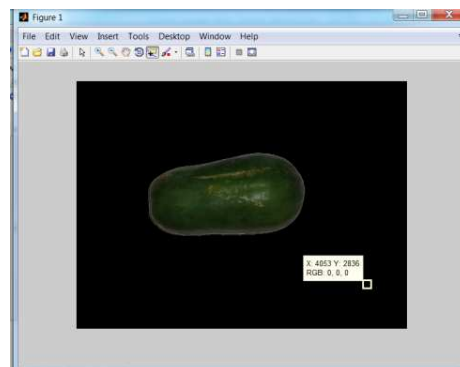 Figure 1
File Edit View Insert Tools Desktop Window Help
X: 4053 Y: 2836
RGB: 0, 0, 0